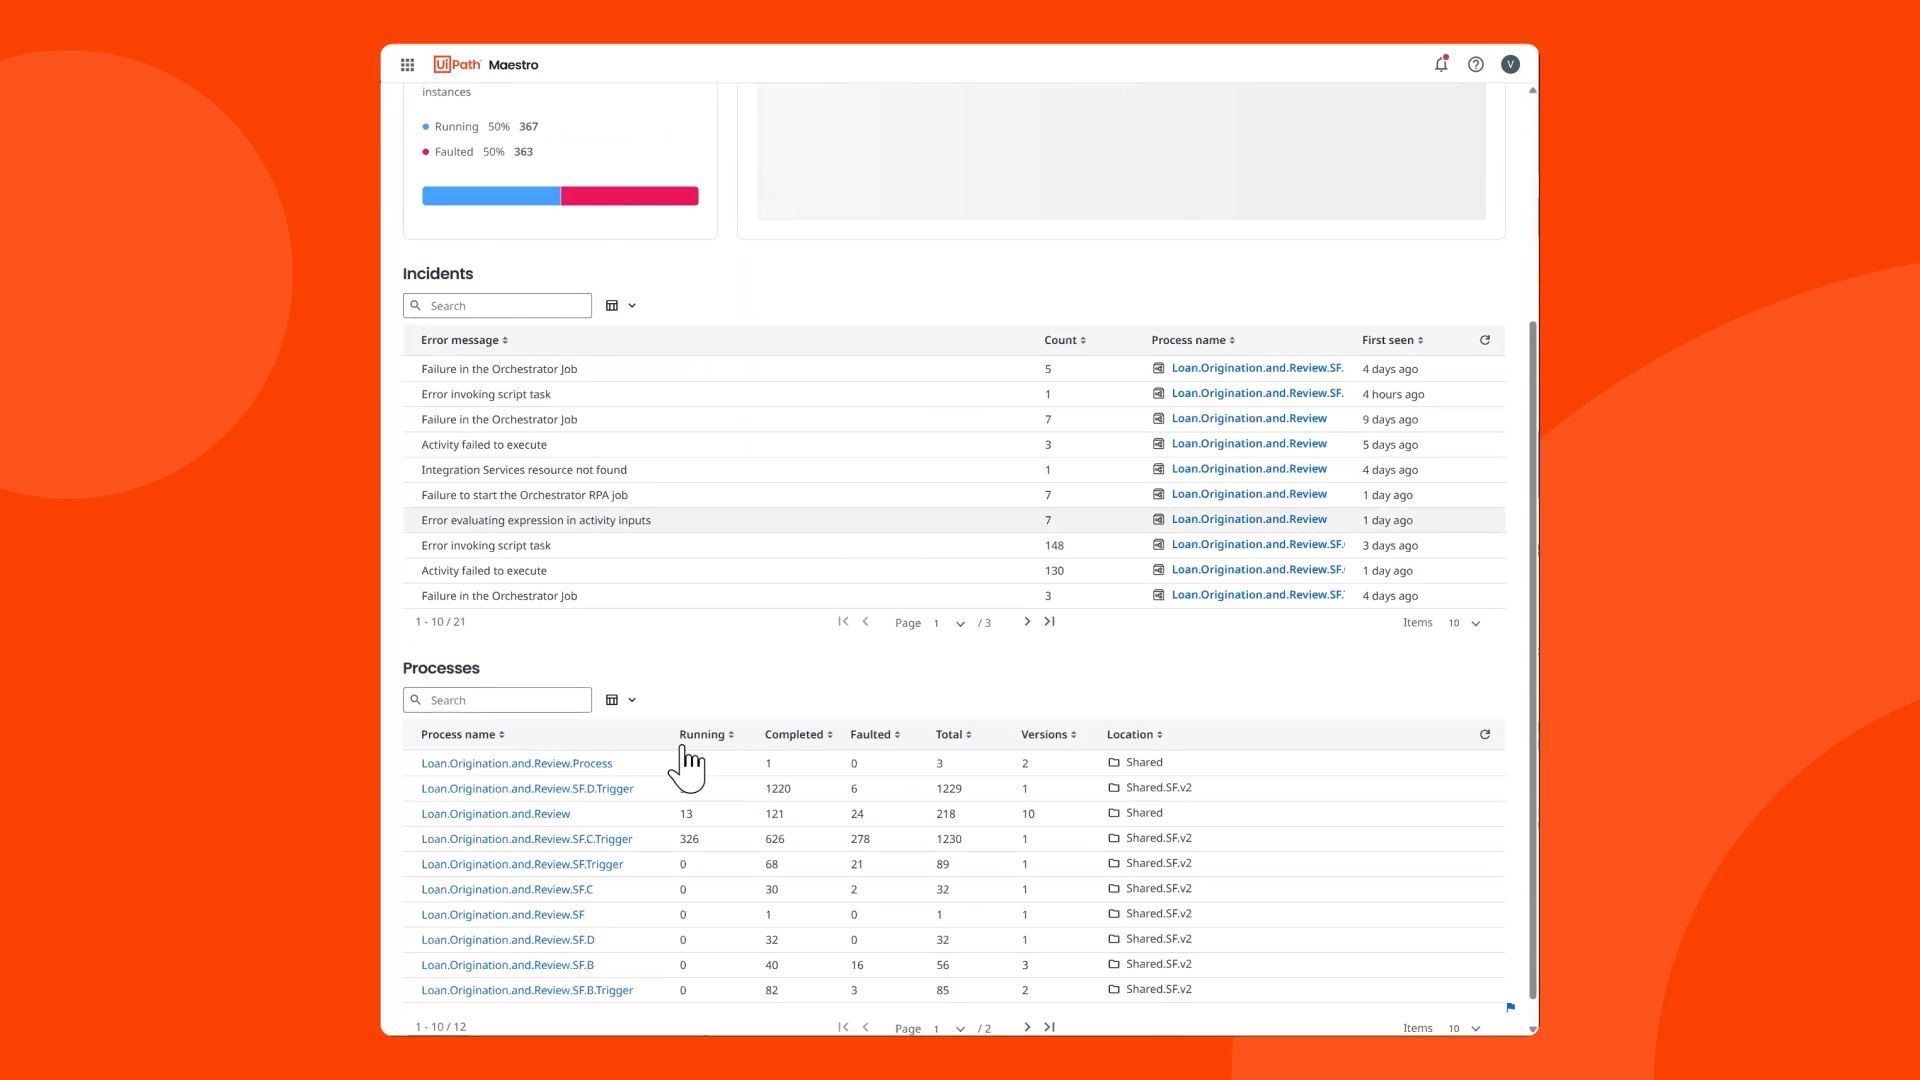 UiPath Maestro
V
instances
Running 50% 367
Faulted 50% 363
Incidents
Search
Error message Count Process name First seen
Failure in the Orchestrator Job 5 Loan.Origination.and.Review.SF. 4 days ago
Error invoking script task 1 Loan.Origination.and.Review.SF. 4 hours ago
Failure in the Orchestrator Job 7 Loan.Origination.and.Review 9 days ago
Activity failed to execute 3 Loan.Origination.and.Review 5 days ago
Integration Services resource not found 1 Loan.Origination.and.Review 4 days ago
Failure to start the Orchestrator RPA job 7 Loan.Origination.and.Review 1 day ago
Error evaluating expression in activity inputs 7 Loan.Origination.and.Review 1 day ago
Error invoking script task 148 Loan.Origination.and.Review.SF. 3 days ago
Activity failed to execute 130 Loan.Origination.and.Review.SF. 1 day ago
Failure in the Orchestrator Job 3 Loan.Origination.and.Review.SF. 4 days ago
1 - 10 / 21 Page 1 / 3 Items 10
Processes
Search
Process name Running Completed Faulted Total Versions Location
Loan.Origination.and.Review.Process 1 0 3 2 Shared
Loan.Origination.and.Review.SF.D.Trigger 1220 6 1229 1 Shared.SF.v2
Loan.Origination.and.Review 13 121 24 218 10 Shared
Loan.Origination.and.Review.SF.C.Trigger 326 626 278 1230 1 Shared.SF.v2
Loan.Origination.and.Review.SF.Trigger 0 68 21 89 1 Shared.SF.v2
Loan.Origination.and.Review.SF.C 0 30 2 32 1 Shared.SF.v2
Loan.Origination.and.Review.SF 0 1 0 1 1 Shared.SF.v2
Loan.Origination.and.Review.SF.D 0 32 0 32 1 Shared.SF.v2
Loan.Origination.and.Review.SF.B 0 40 16 56 3 Shared.SF.v2
Loan.Origination.and.Review.SF.B.Trigger 0 82 3 85 2 Shared.SF.v2
1 - 10 / 12 Page 1 / 2 Items 10